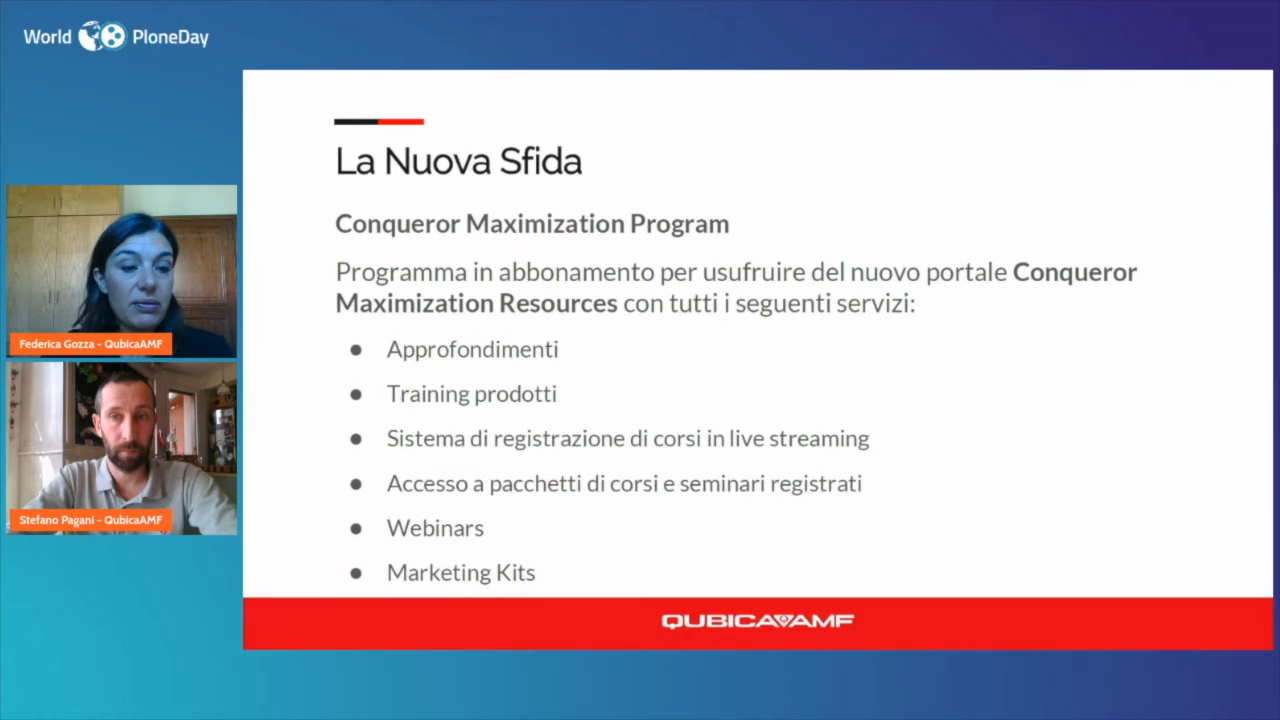 World PloneDay
La Nuova Sfida
Conqueror Maximization Program
Programma in abbonamento per usufruire del nuovo portale Conqueror
Maximization Resources con tutti i seguenti servizi:
● Approfondimenti
● Training prodotti
● Sistema di registrazione di corsi in live streaming
● Accesso a pacchetti di corsi e seminari registrati
● Webinars
● Marketing Kits
QUBICAAMF
Federica Gozza - QubicaAMF
Stefano Pagani - QubicaAMF